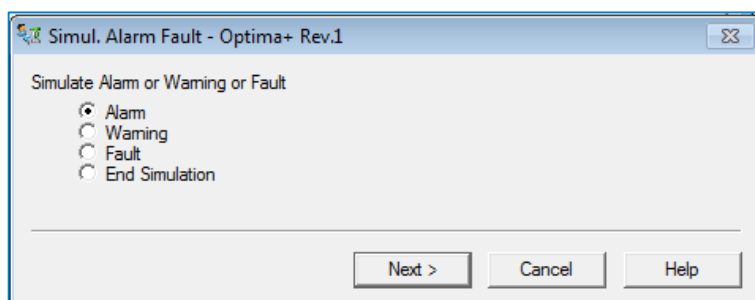 Simul. Alarm Fault - Optima+ Rev.1
Simulate Alarm or Warning or Fault
Alarm
Warning
Fault
End Simulation
Next > Cancel Help